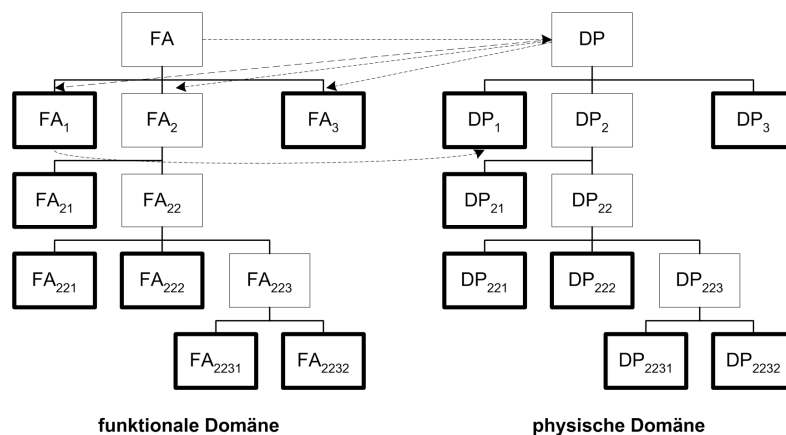 FA DP
FA₁ FA₂ FA₃ DP₁ DP₂ DP₃
FA₂₁ FA₂₂ DP₂₁ DP₂₂
FA₂₂₁ FA₂₂₂ FA₂₂₃ DP₂₂₁ DP₂₂₂ DP₂₂₃
FA₂₂₃₁ FA₂₂₃₂ DP₂₂₃₁ DP₂₂₃₂
funktionale Domäne physische Domäne